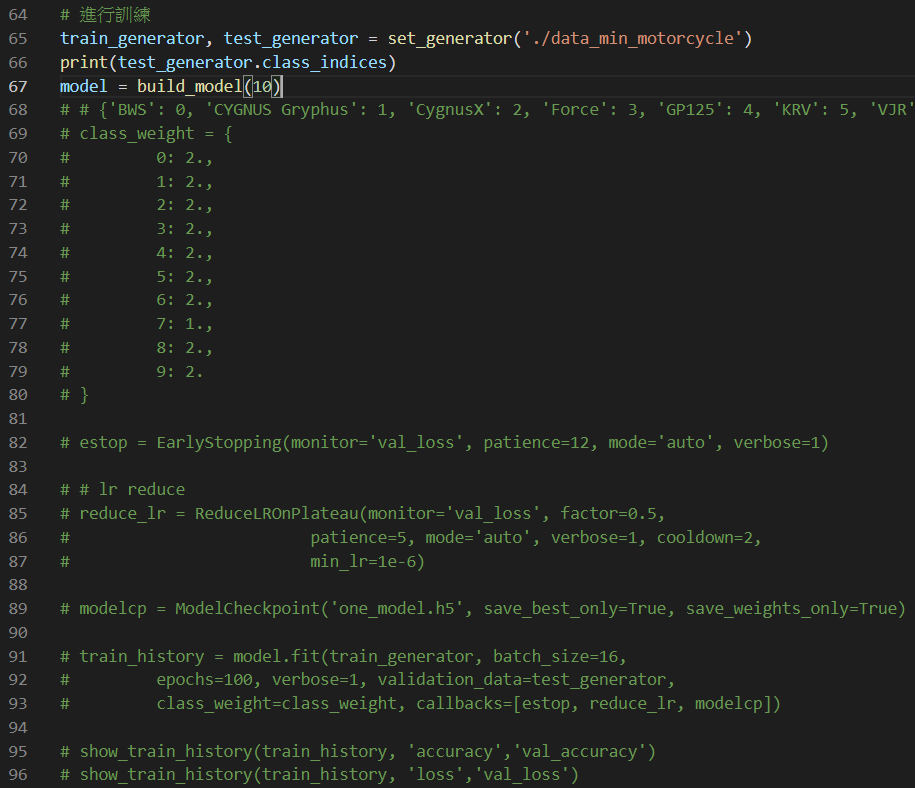 64 # 進行訓練
65 train_generator, test_generator = set_generator('./data_min_motorcycle')
66 print(test_generator.class_indices)
67 model = build_model(10)
68 # # {'BWS': 0, 'CYGNUS Gryphus': 1, 'CygnusX': 2, 'Force': 3, 'GP125': 4, 'KRV': 5, 'VJR'
69 # class_weight = {
70 #         0: 2.,
71 #         1: 2.,
72 #         2: 2.,
73 #         3: 2.,
74 #         4: 2.,
75 #         5: 2.,
76 #         6: 2.,
77 #         7: 1.,
78 #         8: 2.,
79 #         9: 2.
80 # }
81
82 # estop = EarlyStopping(monitor='val_loss', patience=12, mode='auto', verbose=1)
83
84 # # lr reduce
85 # reduce_lr = ReduceLROnPlateau(monitor='val_loss', factor=0.5,
86 #                         patience=5, mode='auto', verbose=1, cooldown=2,
87 #                         min_lr=1e-6)
88
89 # modelcp = ModelCheckpoint('one_model.h5', save_best_only=True, save_weights_only=True)
90
91 # train_history = model.fit(train_generator, batch_size=16,
92 #         epochs=100, verbose=1, validation_data=test_generator,
93 #         class_weight=class_weight, callbacks=[estop, reduce_lr, modelcp])
94
95 # show_train_history(train_history, 'accuracy','val_accuracy')
96 # show_train_history(train_history, 'loss','val_loss')